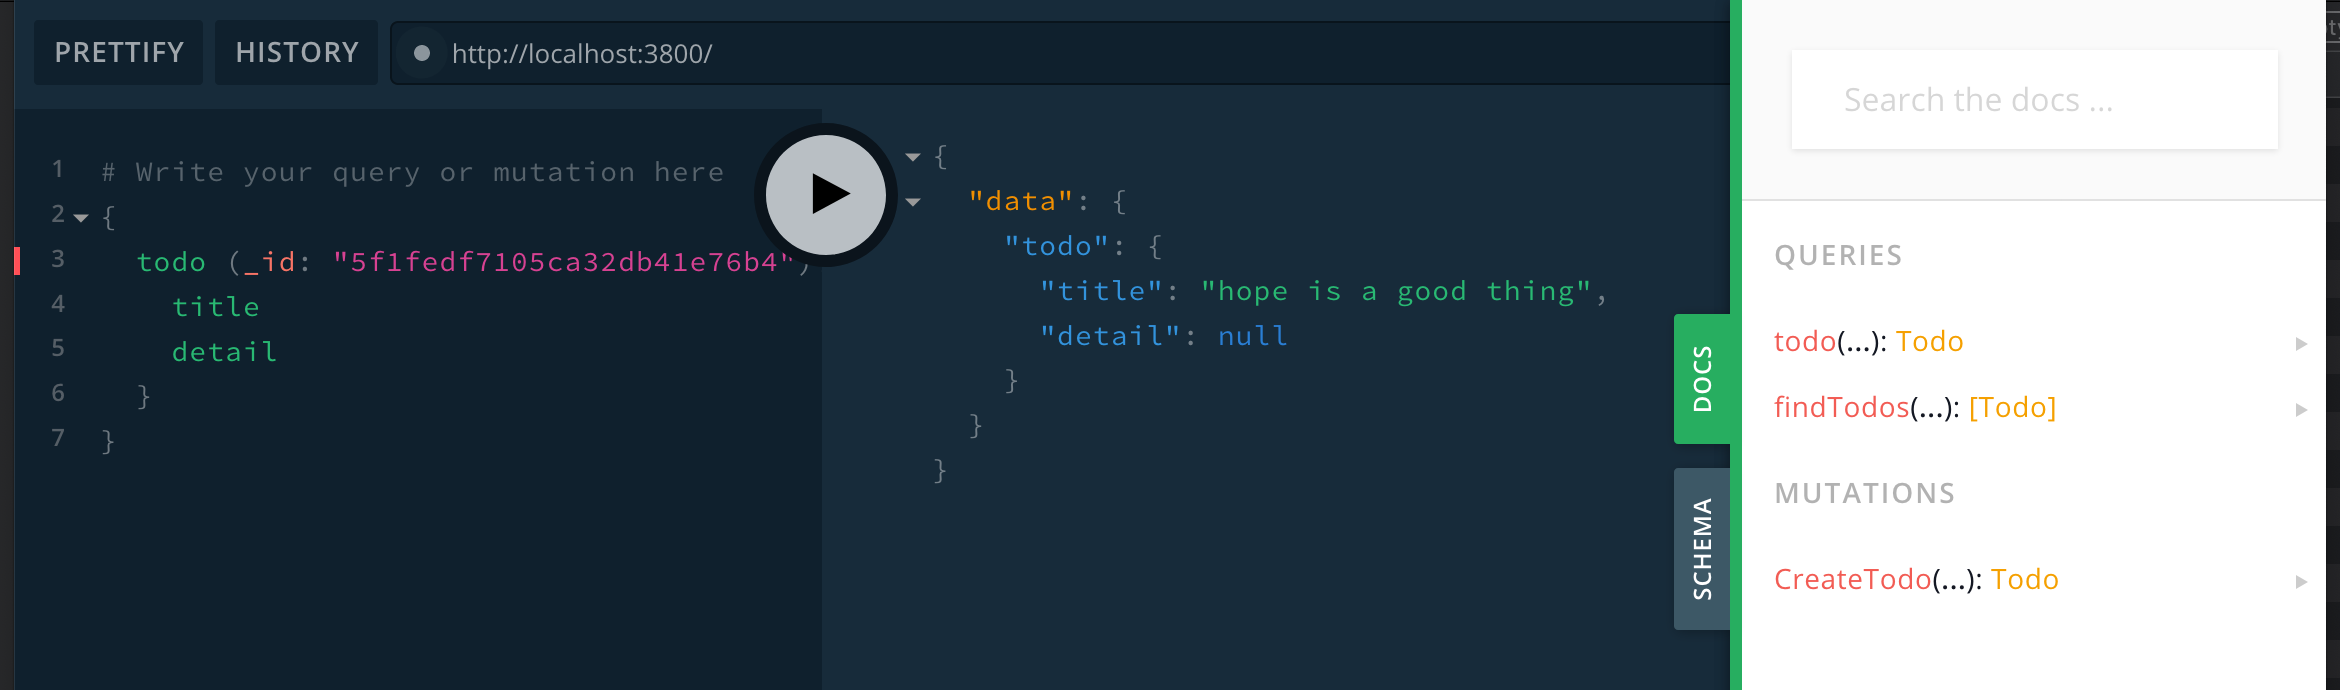 PRETTIFY HISTORY http://localhost:3800/
1 # Write your query or mutation here
2 {
3 todo (_id: "5f1fedf7105ca32db41e76b4")
4 title
5 detail
6 }
7 }
{
"data": {
"todo": {
"title": "hope is a good thing",
"detail": null
}
}
}
DOCS
SCHEMA
Search the docs ...
QUERIES
todo(...): Todo
findTodos(...): [Todo]
MUTATIONS
CreateTodo(...): Todo